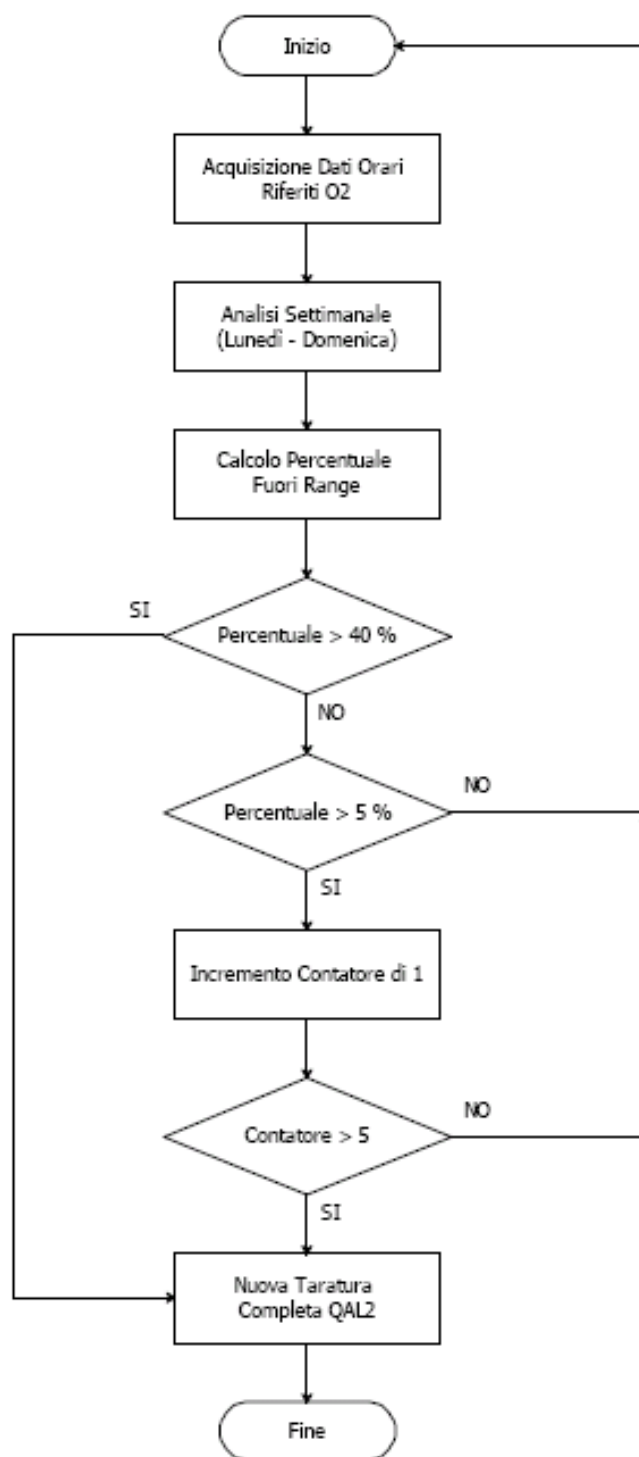 Inizio
Acquisizione Dati Orari
Riferiti O2
Analisi Settimanale
(Lunedì - Domenica)
Calcolo Percentuale
Fuori Range
SI
Percentuale > 40 %
NO
Percentuale > 5 %
NO
SI
Incremento Contatore di 1
Contatore > 5
NO
SI
Nuova Taratura
Completa QAL2
Fine